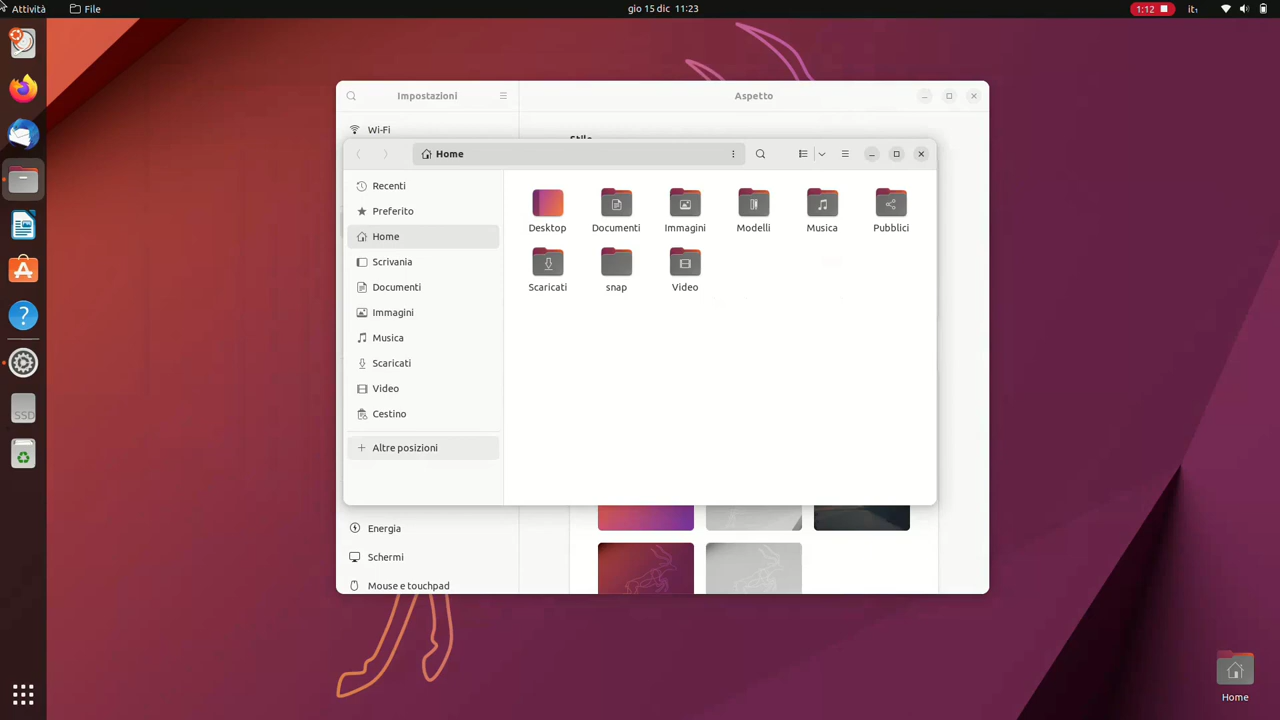 Attività
File
gio 15 dic 11:23
1:12
it₁
Impostazioni
Aspetto
Wi-Fi
Stile
Home
Recenti
Preferito
Home
Scrivania
Documenti
Immagini
Musica
Scaricati
Video
Cestino
Altre posizioni
Desktop
Documenti
Immagini
Modelli
Musica
Pubblici
Scaricati
snap
Video
SSD
Energia
Schermi
Mouse e touchpad
Home